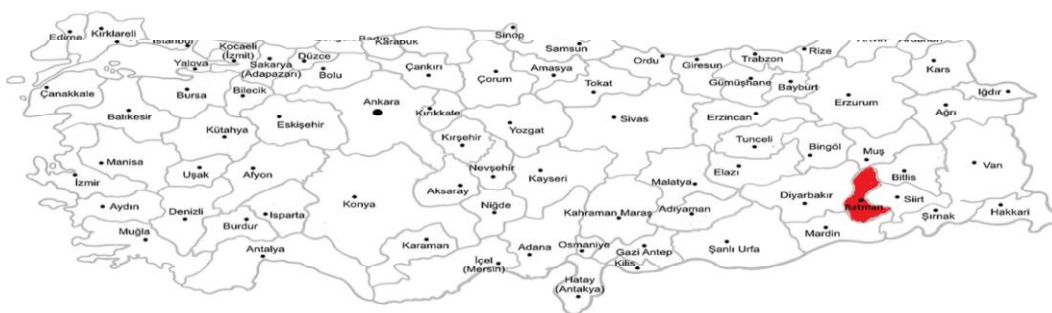 Edirne
Kırklareli
İstanbul
Kocaeli
(İzmit)
Yalova
Sakarya
(Adapazarı)
Düzce
Bolu
Karabük
Sinop
Samsun
Ordu
Giresun
Trabzon
Rize
Kars
Çankırı
Çorum
Amasya
Tokat
Gümüşhane
Bayburt
Erzurum
Iğdır
Ağrı
Çanakkale
Bursa
Bilecik
Balıkesir
Ankara
Kırıkkale
Eskişehir
Kütahya
Yozgat
Sivas
Erzincan
Tunceli
Bingöl
Muş
Kırşehir
Manisa
Uşak
Afyon
Nevşehir
Kayseri
Malatya
Elazı
Bitlis
Van
İzmir
Aksaray
Aydın
Denizli
Isparta
Konya
Niğde
Kahraman Maraş
Adıyaman
Diyarbakır
Batman
Siirt
Şırnak
Hakkari
Muğla
Burdur
Antalya
Karaman
İçel
(Mersin)
Adana
Osmaniye
Gazi Antep
Kilis
Şanlı Urfa
Mardin
Hatay
(Antakya)